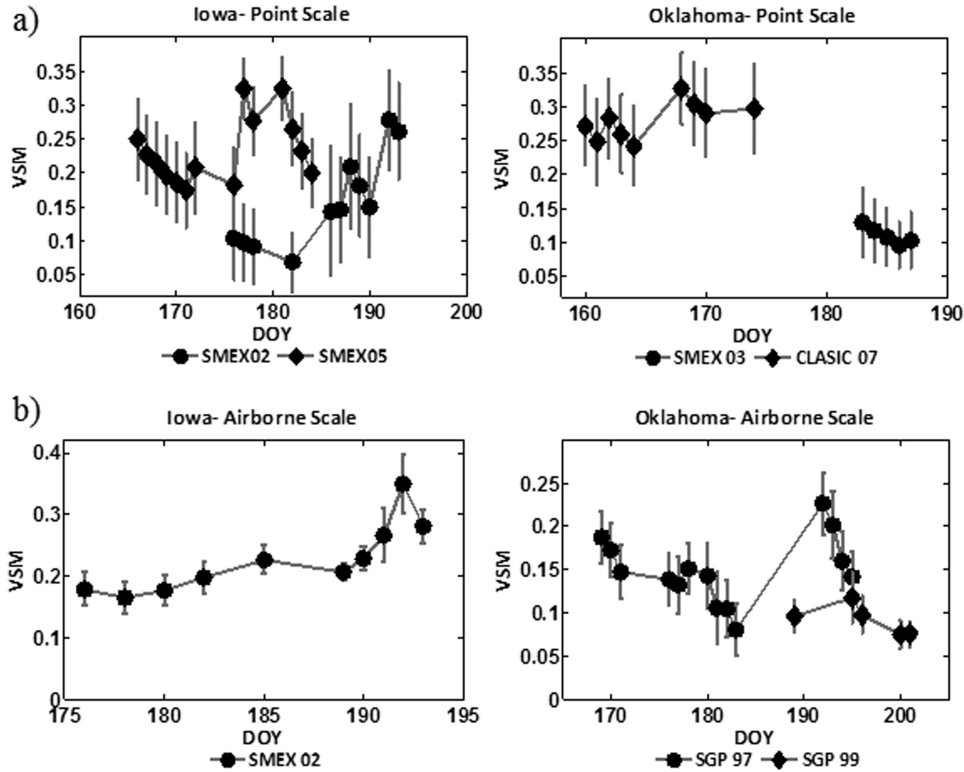 a)
Iowa- Point Scale
VSM
0.35
0.3
0.25
0.2
0.15
0.1
0.05
160 170 180 190 200
DOY
SMEX02 SMEX05
Oklahoma- Point Scale
VSM
0.35
0.3
0.25
0.2
0.15
0.1
0.05
160 170 180 190
DOY
SMEX 03 CLASIC 07
b)
Iowa- Airborne Scale
VSM
0.4
0.3
0.2
0.1
0
175 180 185 190 195
DOY
SMEX 02
Oklahoma- Airborne Scale
VSM
0.25
0.2
0.15
0.1
0.05
0
170 180 190 200
DOY
SGP 97 SGP 99